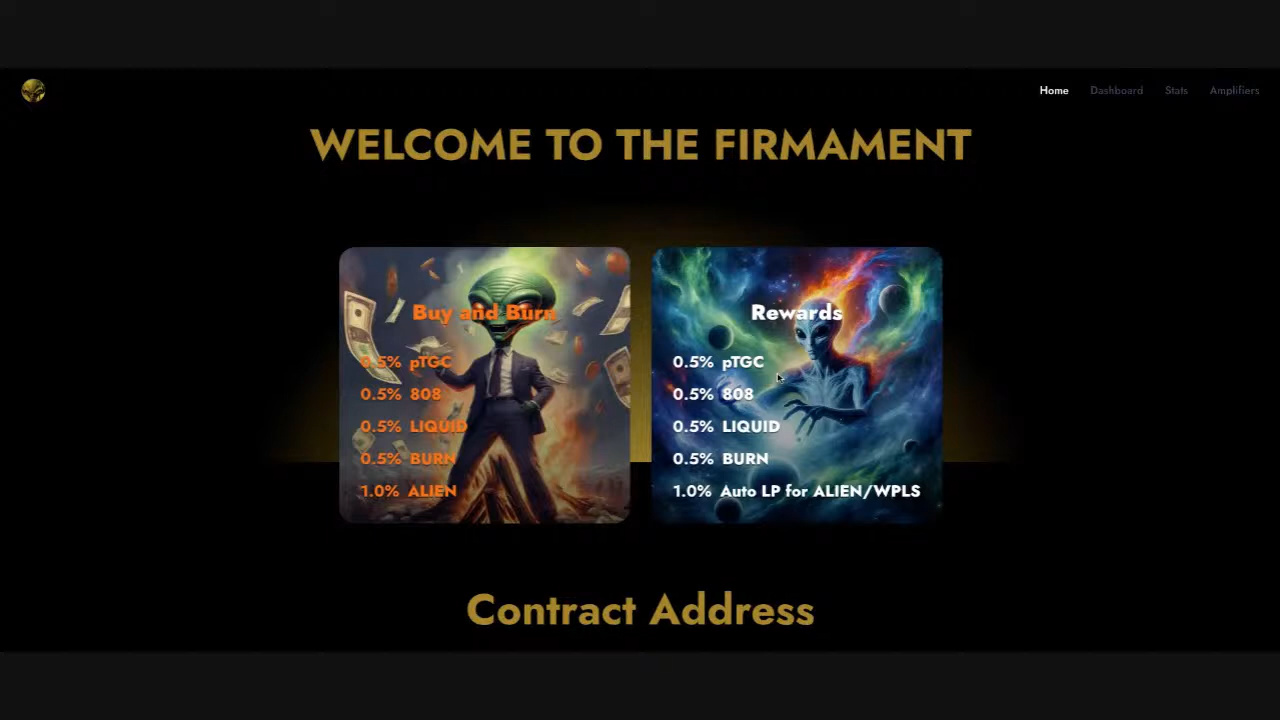 Home Dashboard Stats Amplifiers
WELCOME TO THE FIRMAMENT
Buy and Burn
0.5% pTGC
0.5% 808
0.5% LIQUID
0.5% BURN
1.0% ALIEN
Rewards
0.5% pTGC
0.5% 808
0.5% LIQUID
0.5% BURN
1.0% Auto LP for ALIEN/WPLS
Contract Address